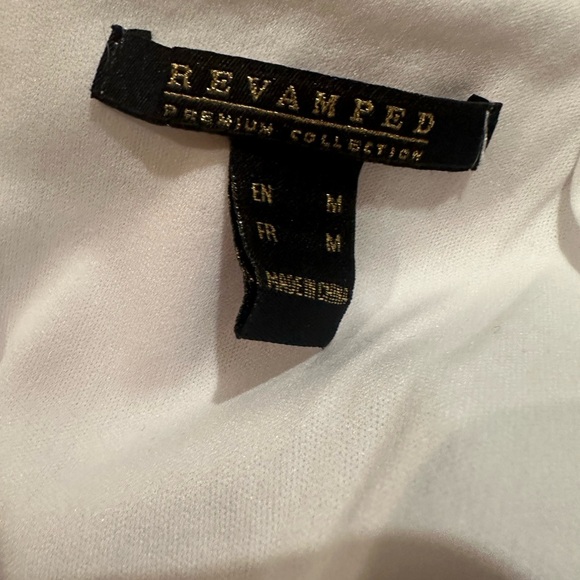 REVAMPED
PREMIUM COLLECTION
EN M
FR M
MADE IN CHINA